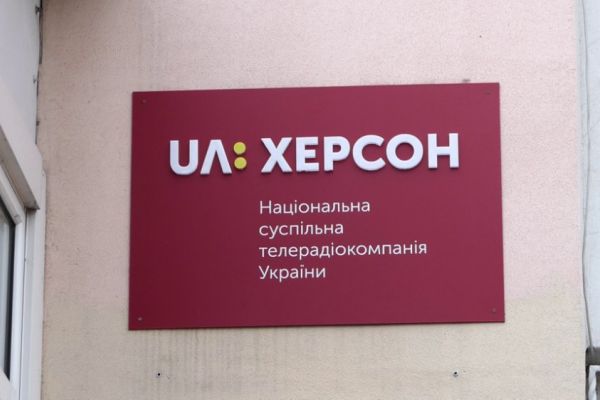 UA: ХЕРСОН
Національна
суспільна
телерадіокомпанія
України